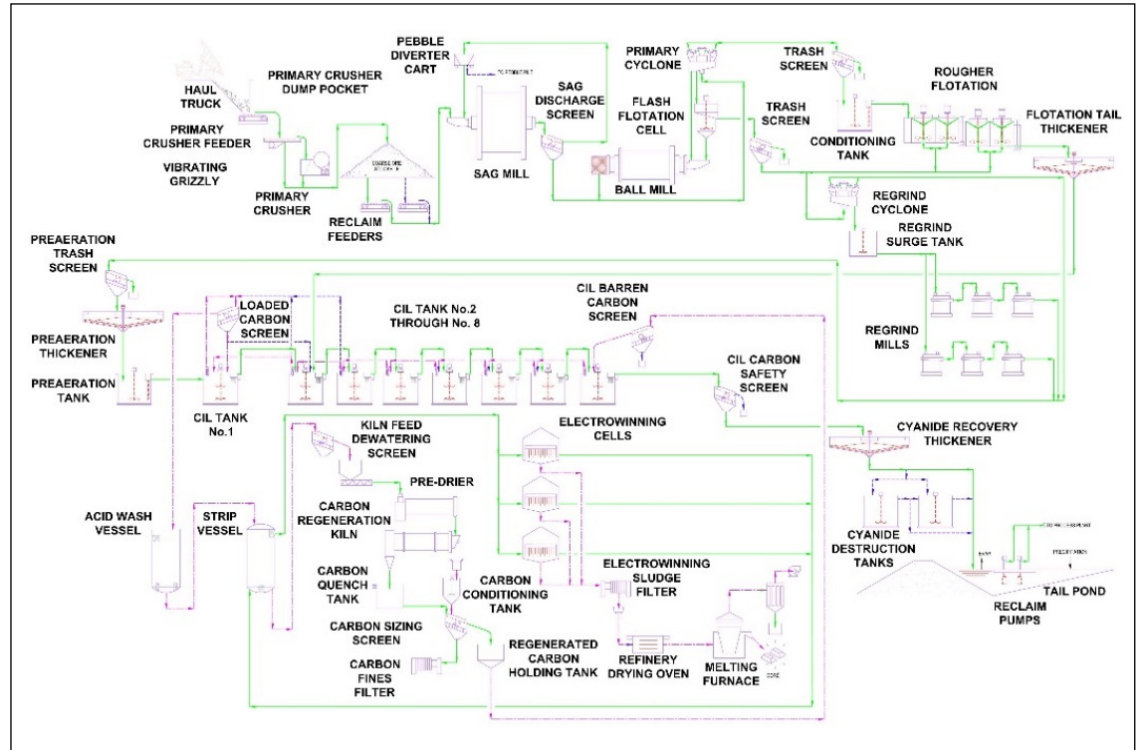 PEBBLE
DIVERTER
CART
PRIMARY
CYCLONE
TRASH
SCREEN
ROUGHER
FLOTATION
HAUL
TRUCK
PRIMARY CRUSHER
DUMP POCKET
SAG
DISCHARGE
SCREEN
FLASH
FLOTATION
CELL
TRASH
SCREEN
FLOTATION TAIL
THICKENER
PRIMARY
CRUSHER FEEDER
CONDITIONING
TANK
VIBRATING
GRIZZLY
SAG MILL
BALL MILL
PRIMARY
CRUSHER
RECLAIM
FEEDERS
REGRIND
CYCLONE
REGRIND
SURGE TANK
PREAERATION
TRASH
SCREEN
LOADED
CARBON
SCREEN
CIL TANK No.2
THROUGH No. 8
CIL BARREN
CARBON
SCREEN
REGRIND
MILLS
PREAERATION
THICKENER
CIL CARBON
SAFETY
SCREEN
PREAERATION
TANK
CIL TANK
No.1
KILN FEED
DEWATERING
SCREEN
ELECTROWINNING
CELLS
CYANIDE RECOVERY
THICKENER
PRE-DRIER
ACID WASH
VESSEL
STRIP
VESSEL
CARBON
REGENERATION
KILN
CYANIDE
DESTRUCTION
TANKS
CARBON
QUENCH
TANK
CARBON
CONDITIONING
TANK
ELECTROWINNING
SLUDGE
FILTER
EVAP.
PRECIPITATION
TAIL POND
RECLAIM
PUMPS
CARBON SIZING
SCREEN
REGENERATED
CARBON
HOLDING TANK
REFINERY
DRYING OVEN
MELTING
FURNACE
DORE
CARBON
FINES
FILTER